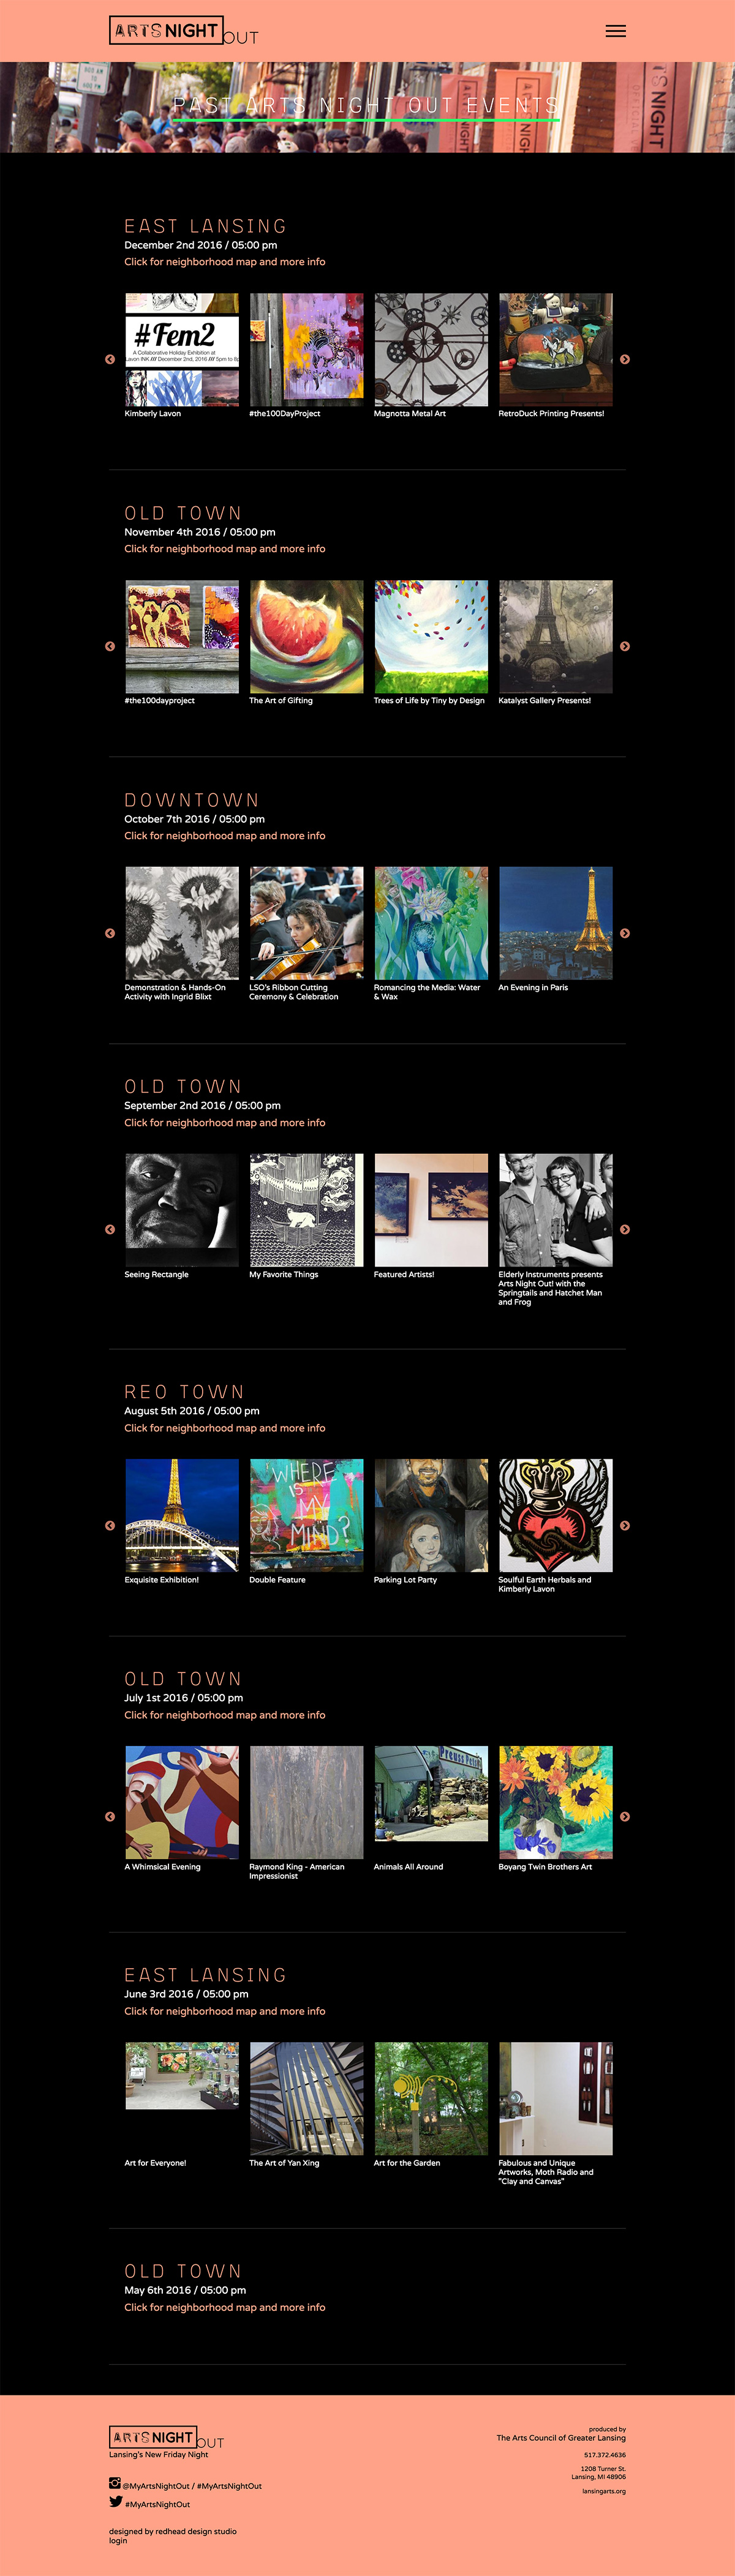 ARTS NIGHT OUT
PAST ARTS NIGHT OUT EVENTS
EAST LANSING
December 2nd 2016 / 05:00 pm
Click for neighborhood map and more info
#Fem2
A Collaborative Holiday Exhibition at
Lavon INK /// December 2nd, 2016 /// 5pm to 8
Kimberly Lavon
#the100DayProject
Magnotta Metal Art
RetroDuck Printing Presents!
OLD TOWN
November 4th 2016 / 05:00 pm
Click for neighborhood map and more info
#the100dayproject
The Art of Gifting
Trees of Life by Tiny by Design
Katalyst Gallery Presents!
DOWNTOWN
October 7th 2016 / 05:00 pm
Click for neighborhood map and more info
Demonstration & Hands-On
Activity with Ingrid Blixt
LSO's Ribbon Cutting
Ceremony & Celebration
Romancing the Media: Water
& Wax
An Evening in Paris
OLD TOWN
September 2nd 2016 / 05:00 pm
Click for neighborhood map and more info
Seeing Rectangle
My Favorite Things
Featured Artists!
Elderly Instruments presents
Arts Night Out! with the
Springtails and Hatchet Man
and Frog
REO TOWN
August 5th 2016 / 05:00 pm
Click for neighborhood map and more info
WHERE
IS
MY
MIND?
Exquisite Exhibition!
Double Feature
Parking Lot Party
Soulful Earth Herbals and
Kimberly Lavon
OLD TOWN
July 1st 2016 / 05:00 pm
Click for neighborhood map and more info
Preuss Pets
A Whimsical Evening
Raymond King - American
Impressionist
Animals All Around
Boyang Twin Brothers Art
EAST LANSING
June 3rd 2016 / 05:00 pm
Click for neighborhood map and more info
Art for Everyone!
The Art of Yan Xing
Art for the Garden
Fabulous and Unique
Artworks, Moth Radio and
"Clay and Canvas"
OLD TOWN
May 6th 2016 / 05:00 pm
Click for neighborhood map and more info
ARTS NIGHT OUT
Lansing's New Friday Night
@MyArtsNightOut / #MyArtsNightOut
#MyArtsNightOut
designed by redhead design studio
login
produced by
The Arts Council of Greater Lansing
517.372.4636
1208 Turner St.
Lansing, MI 48906
lansingarts.org